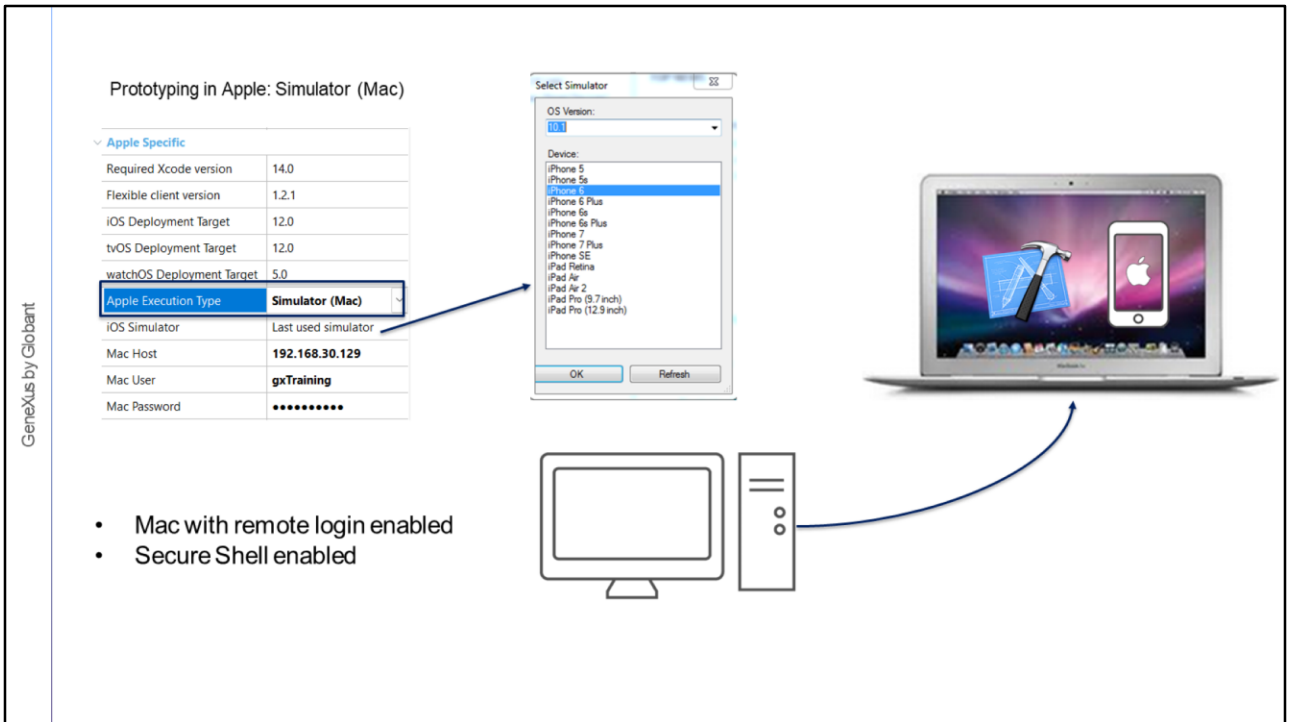 Prototyping in Apple: Simulator (Mac)
Apple Specific
Required Xcode version 14.0
Flexible client version 1.2.1
iOS Deployment Target 12.0
tvOS Deployment Target 12.0
watchOS Deployment Target 5.0
Apple Execution Type Simulator (Mac)
iOS Simulator Last used simulator
Mac Host 192.168.30.129
Mac User gxTraining
Mac Password ••••••••••
Select Simulator
OS Version:
10.1
Device:
iPhone 5
iPhone 5s
iPhone 6
iPhone 6 Plus
iPhone 6s
iPhone 6s Plus
iPhone 7
iPhone 7 Plus
iPhone SE
iPad Retina
iPad Air
iPad Air 2
iPad Pro (9.7 inch)
iPad Pro (12.9 inch)
OK Refresh
MacBook Air
• Mac with remote login enabled
• Secure Shell enabled
GeneXus by Globant